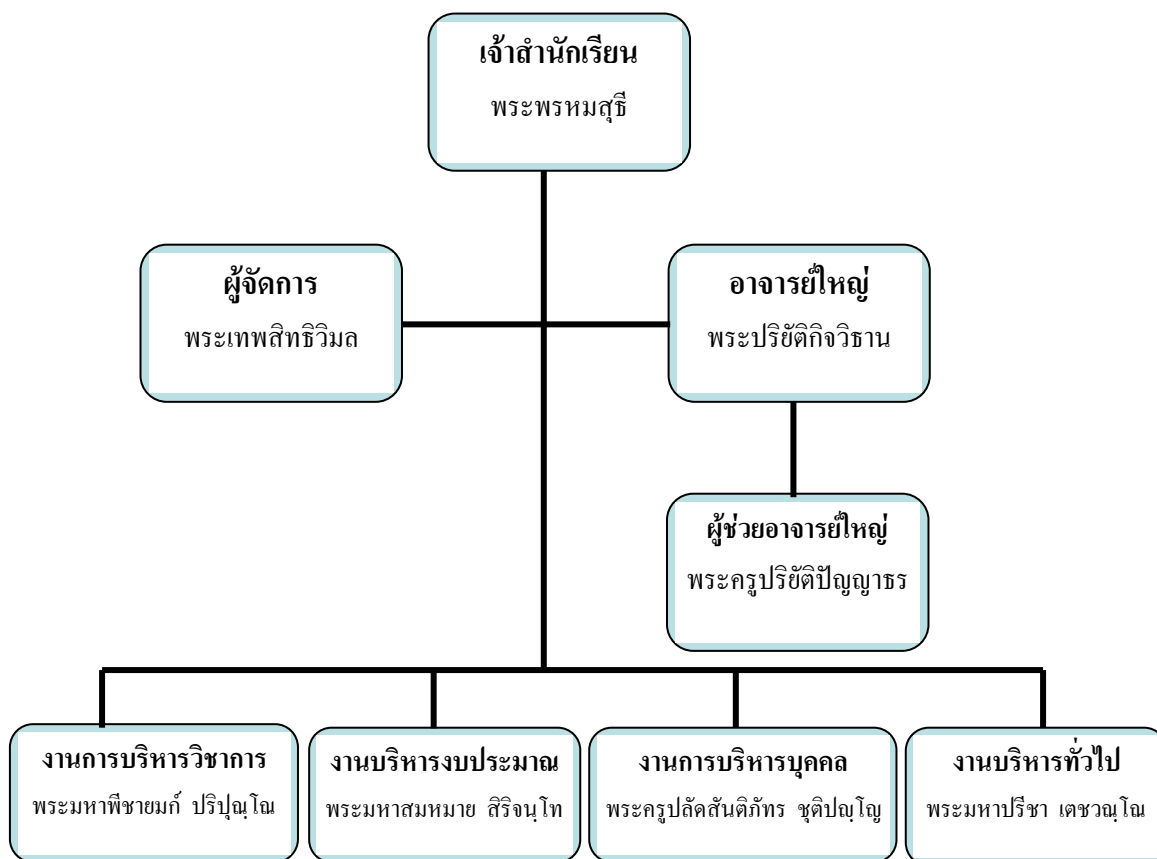 เจ้าสำนักเรียน
พระพรหมสุธี
ผู้จัดการ
พระเทพสิทธิวิมล
อาจารย์ใหญ่
พระปริยัติกิจวิธาน
ผู้ช่วยอาจารย์ใหญ่
พระครูปริยัติปัญญาธร
งานการบริหารวิชาการ
พระมหาพีชายมก์ ปริปุณฺโณ
งานบริหารงบประมาณ
พระมหาสมหมาย สิริจนฺโท
งานการบริหารบุคคล
พระครูปลัดสันติภัทร ชุติปญฺโญ
งานบริหารทั่วไป
พระมหาปรีชา เตชวณฺโณ